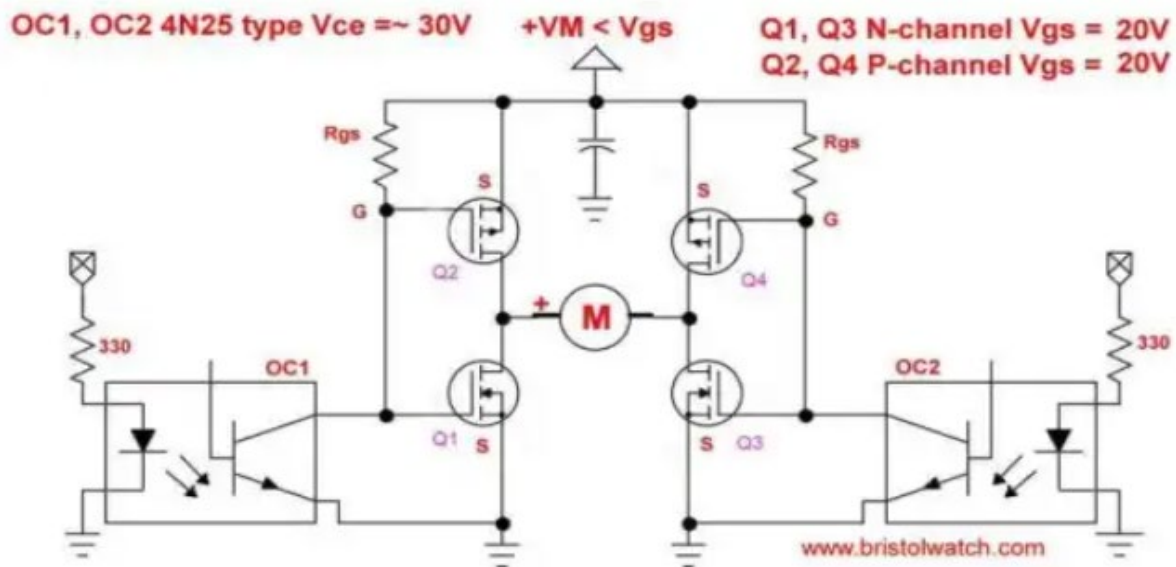 OC1, OC2 4N25 type Vce =~ 30V
+VM < Vgs
Q1, Q3 N-channel Vgs = 20V
Q2, Q4 P-channel Vgs = 20V
Rgs
Rgs
S
S
G
G
Q2
Q4
+
M
330
330
OC1
OC2
Q1
S
S
Q3
www.bristolwatch.com